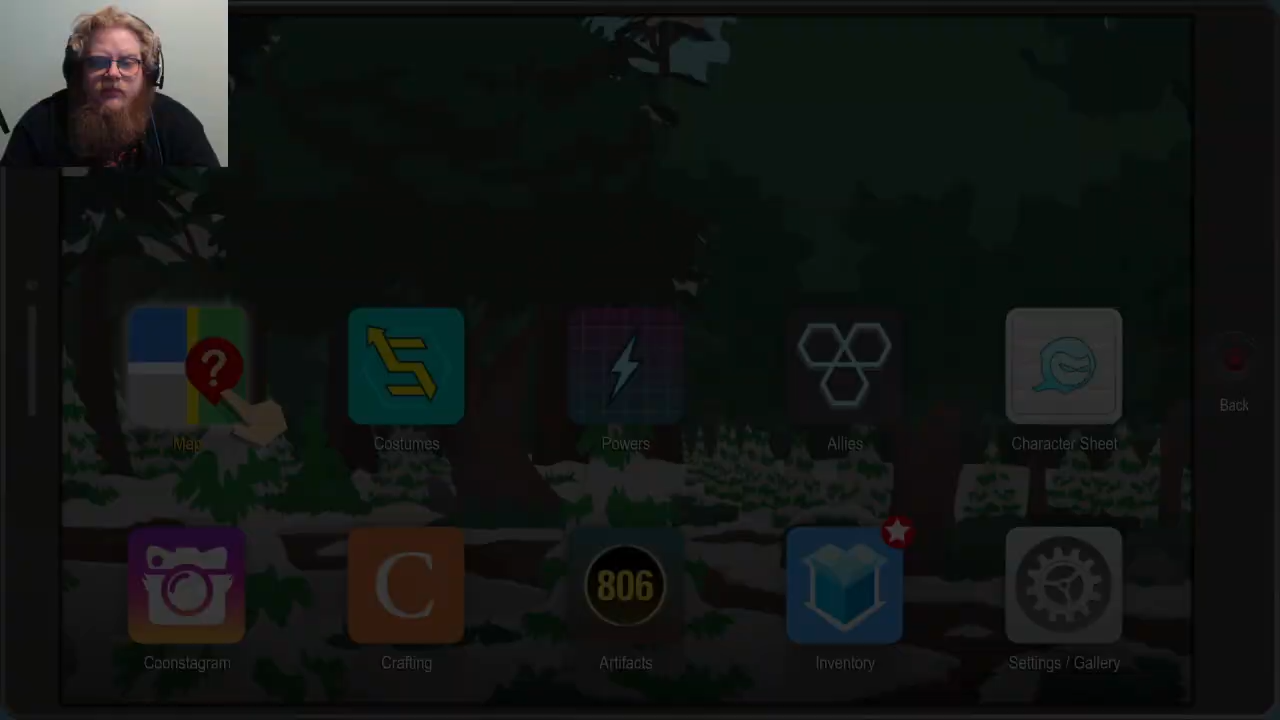 ?
Map
Costumes
Powers
Allies
Character Sheet
Back
C
806
Coonstagram
Crafting
Artifacts
Inventory
Settings / Gallery